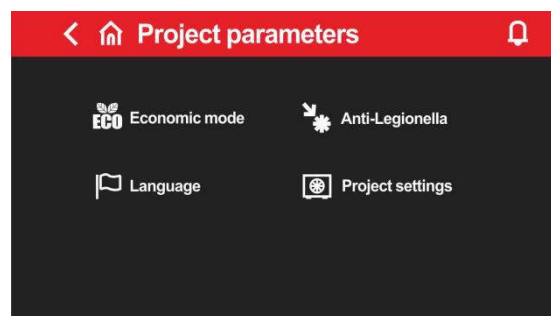 Project parameters
ECO Economic mode
Anti-Legionella
Language
Project settings